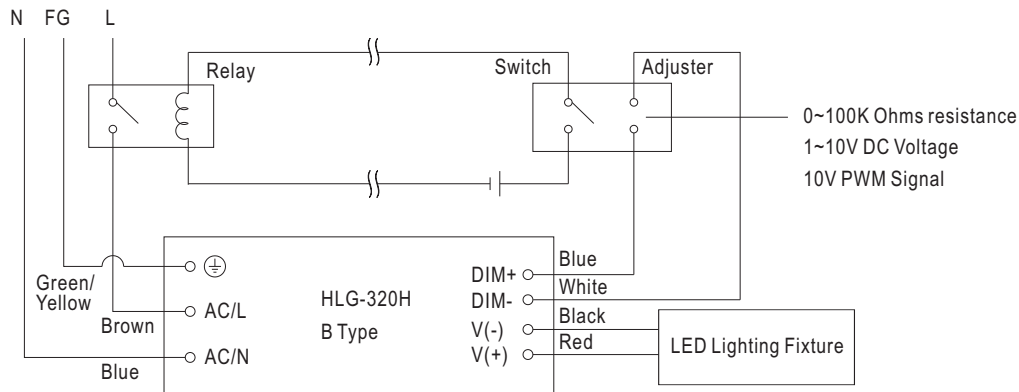 N FG L
Relay
Switch
Adjuster
0~100K Ohms resistance
1~10V DC Voltage
10V PWM Signal
Green/
Yellow
Brown
Blue
AC/L
AC/N
HLG-320H
B Type
DIM+
DIM-
V(-)
V(+)
Blue
White
Black
Red
LED Lighting Fixture